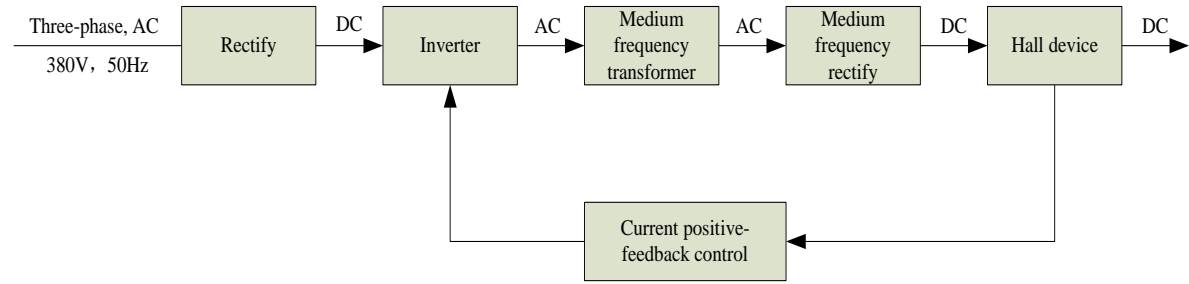 Three-phase, AC
380V，50Hz
Rectify
DC
Inverter
AC
Medium
frequency
transformer
AC
Medium
frequency
rectify
DC
Hall device
DC
Current positive-
feedback control